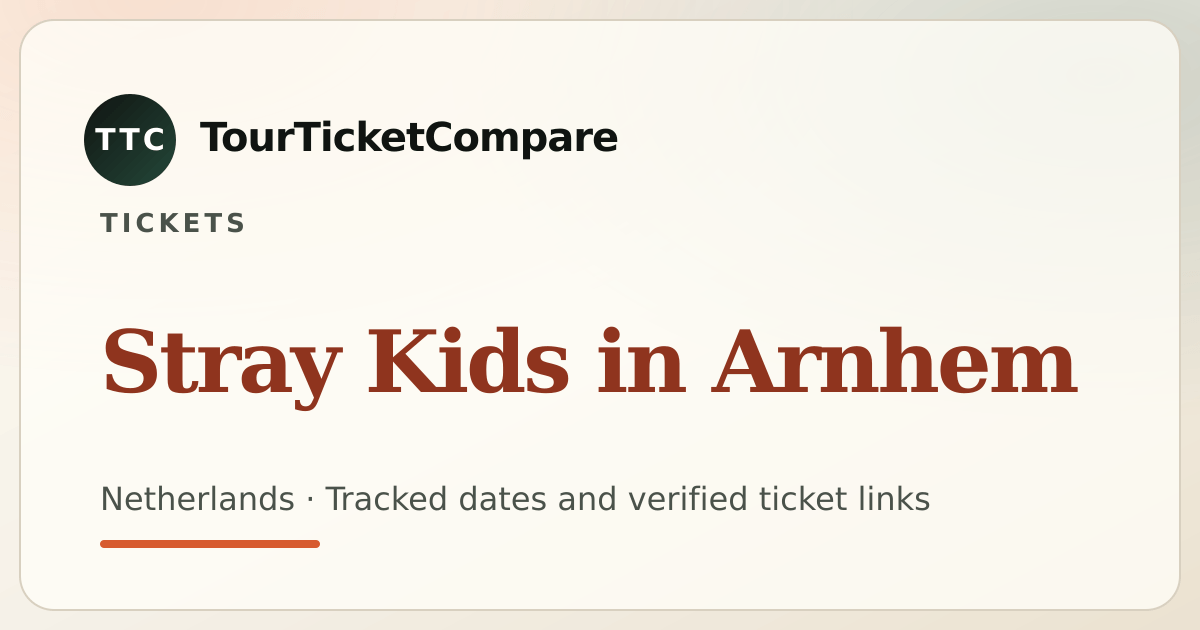 TTC TourTicketCompare
TICKETS
Stray Kids in Arnhem
Netherlands · Tracked dates and verified ticket links